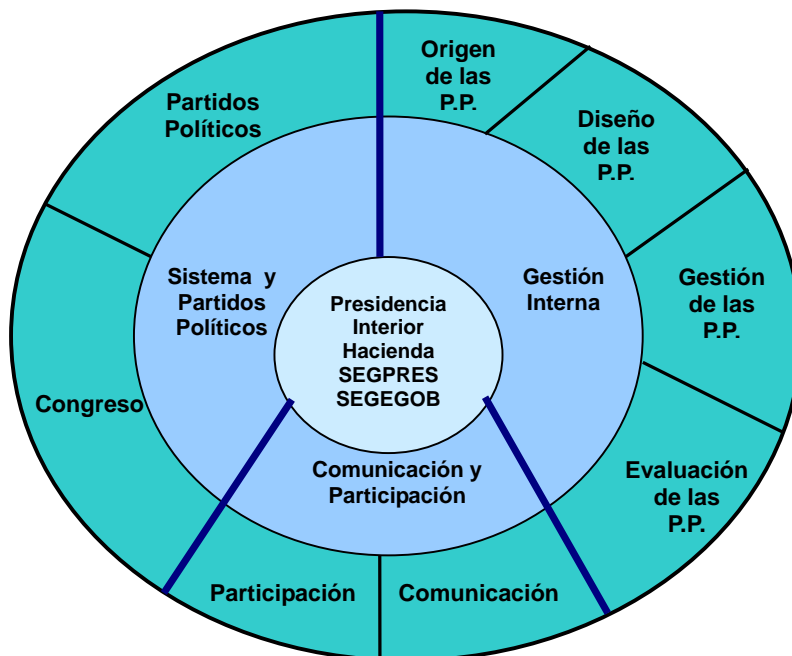 Origen
de las
P.P.
Partidos
Políticos
Diseño
de las
P.P.
Sistema y
Partidos
Políticos
Gestión
Interna
Gestión
de las
P.P.
Presidencia
Interior
Hacienda
SEGPRES
SEGEGOB
Congreso
Comunicación y
Participación
Evaluación
de las
P.P.
Participación
Comunicación